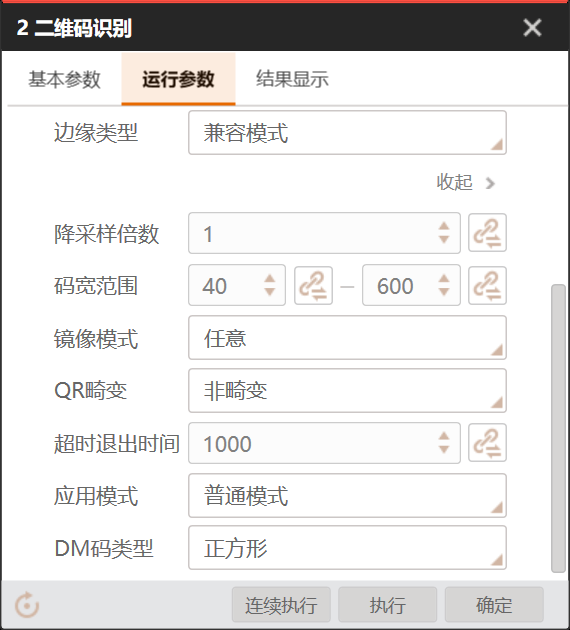 2 二维码识别
基本参数 运行参数 结果显示
边缘类型 兼容模式
收起
降采样倍数 1
码宽范围 40 – 600
镜像模式 任意
QR畸变 非畸变
超时退出时间 1000
应用模式 普通模式
DM码类型 正方形
连续执行 执行 确定